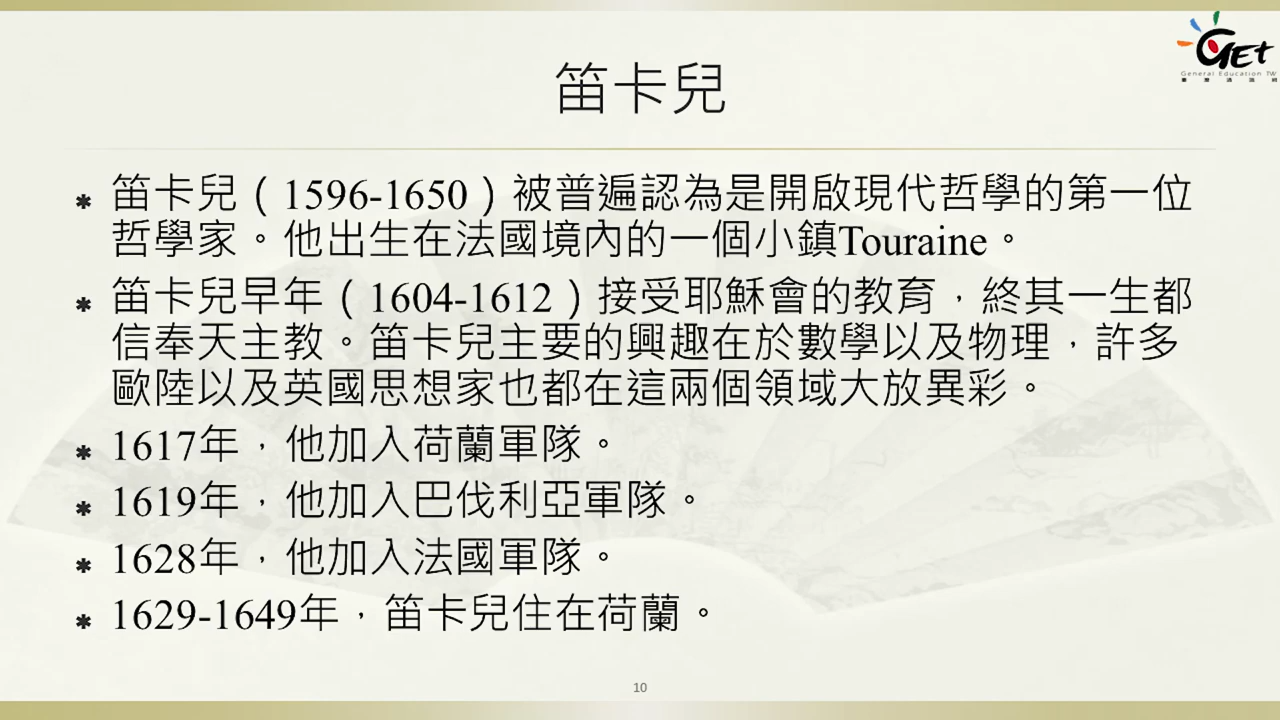 GET
General Education TW
笛卡兒
笛卡兒（1596-1650）被普遍認為是開啟現代哲學的第一位
哲學家。他出生在法國境內的一個小鎮Touraine。
笛卡兒早年（1604-1612）接受耶穌會的教育，終其一生都
信奉天主教。笛卡兒主要的興趣在於數學以及物理，許多
歐陸以及英國思想家也都在這兩個領域大放異彩。
1617年，他加入荷蘭軍隊。
1619年，他加入巴伐利亞軍隊。
1628年，他加入法國軍隊。
1629-1649年，笛卡兒住在荷蘭。
10